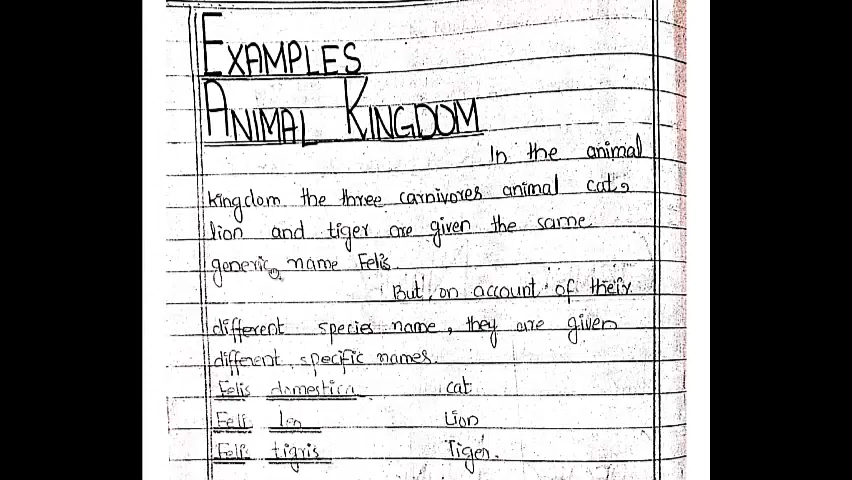 EXAMPLES
ANIMAL KINGDOM
In the animal
kingdom the three carnivores animal cat,
lion and tiger are given the same
generic name Felis.
But, on account of their
different species name, they are given
different specific names.
Felis domestica cat
Feli leo Lion
Feli tigris Tiger.